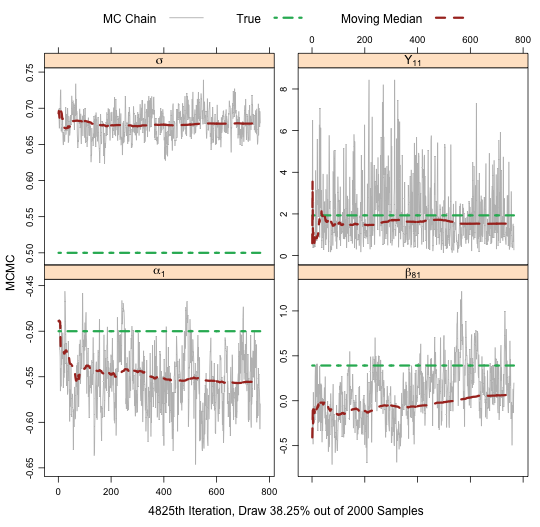 MC Chain True Moving Median
0 200 400 600 800
σ
Υ₁₁
0.50 0.55 0.60 0.65 0.70 0.75
0 2 4 6 8
α₁
β₈₁
-0.65 -0.60 -0.55 -0.50 -0.45
-0.5 0.0 0.5 1.0
MCMC
0 200 400 600 800
4825th Iteration, Draw 38.25% out of 2000 Samples